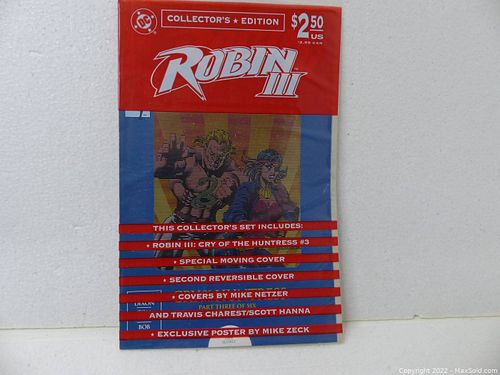 DC
COLLECTOR'S ★ EDITION
$2.50
US
ROBIN
III
THIS COLLECTOR'S SET INCLUDES:
• ROBIN III: CRY OF THE HUNTRESS #3
• SPECIAL MOVING COVER
• SECOND REVERSIBLE COVER
• COVERS BY MIKE NETZER
DIXON
PART THREE OF SIX
AND TRAVIS CHAREST/SCOTT HANNA
BOB
• EXCLUSIVE POSTER BY MIKE ZECK
Copyright 2022 - MaxSold.com